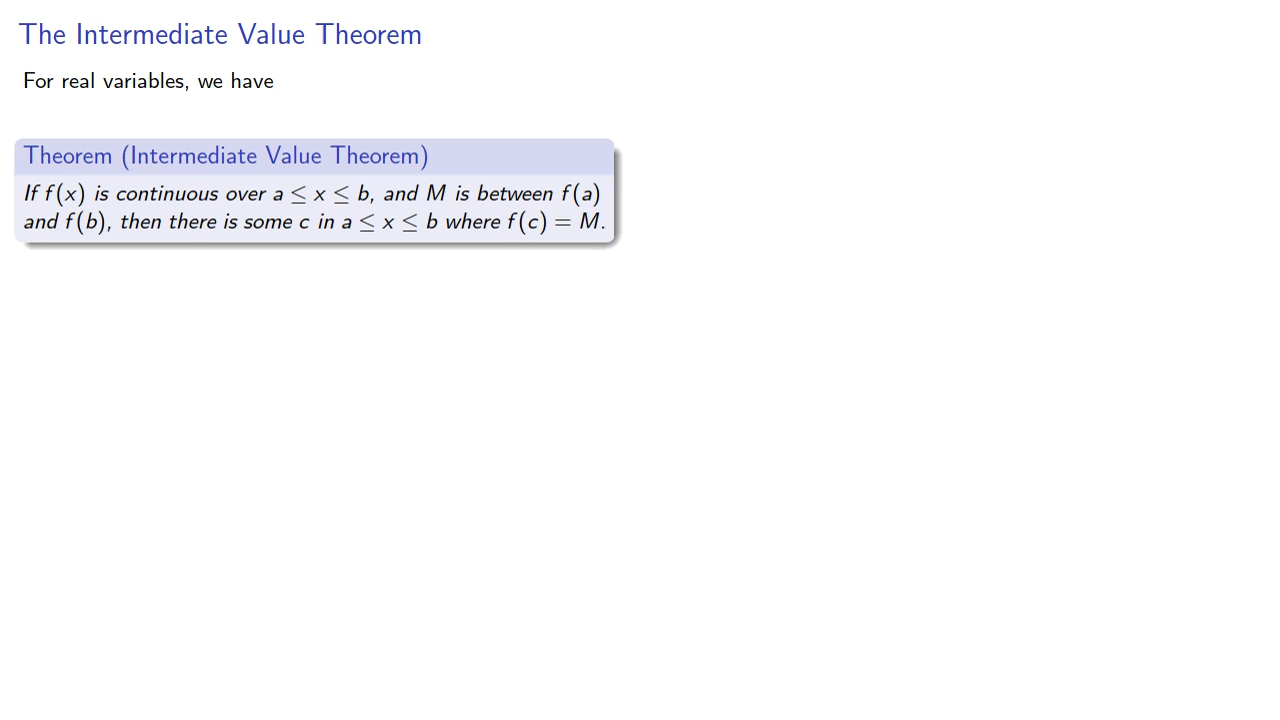 The Intermediate Value Theorem
For real variables, we have
Theorem (Intermediate Value Theorem)
If f(x) is continuous over a ≤ x ≤ b, and M is between f(a)
and f(b), then there is some c in a ≤ x ≤ b where f(c) = M.